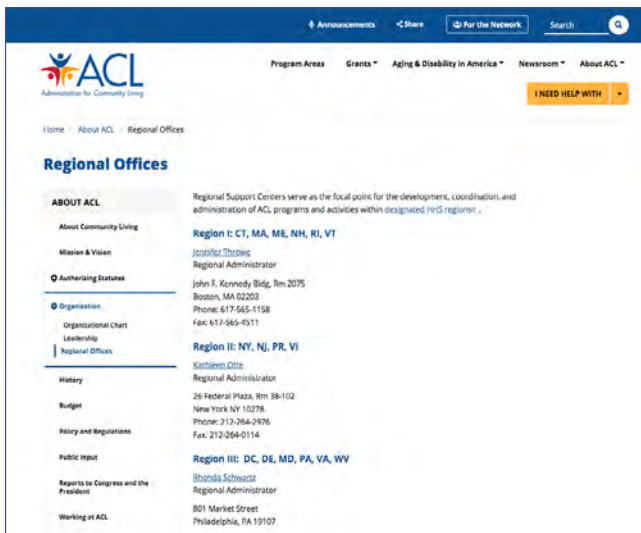 Announcements
Share
For the Network
Search
ACL
Administration for Community Living
Program Areas
Grants
Aging & Disability in America
Newsroom
About ACL
I NEED HELP WITH
Home / About ACL / Regional Offices
Regional Offices
ABOUT ACL
About Community Living
Mission & Vision
Authorizing Statutes
Organization
Organizational Chart
Leadership
Regional Offices
History
Budget
Policy and Regulations
Public Input
Reports to Congress and the
President
Working at ACL
Regional Support Centers serve as the focal point for the development, coordination, and
administration of ACL programs and activities within designated HHS regions .
Region I: CT, MA, ME, NH, RI, VT
Jennifer Throwe
Regional Administrator
John F. Kennedy Bldg, Rm 2075
Boston, MA 02203
Phone: 617-565-1158
Fax: 617-565-4511
Region II: NY, NJ, PR, VI
Kathleen Otte
Regional Administrator
26 Federal Plaza, Rm 38-102
New York NY 10278
Phone: 212-264-2976
Fax: 212-264-0114
Region III: DC, DE, MD, PA, VA, WV
Rhonda Schwartz
Regional Administrator
801 Market Street
Philadelphia, PA 19107